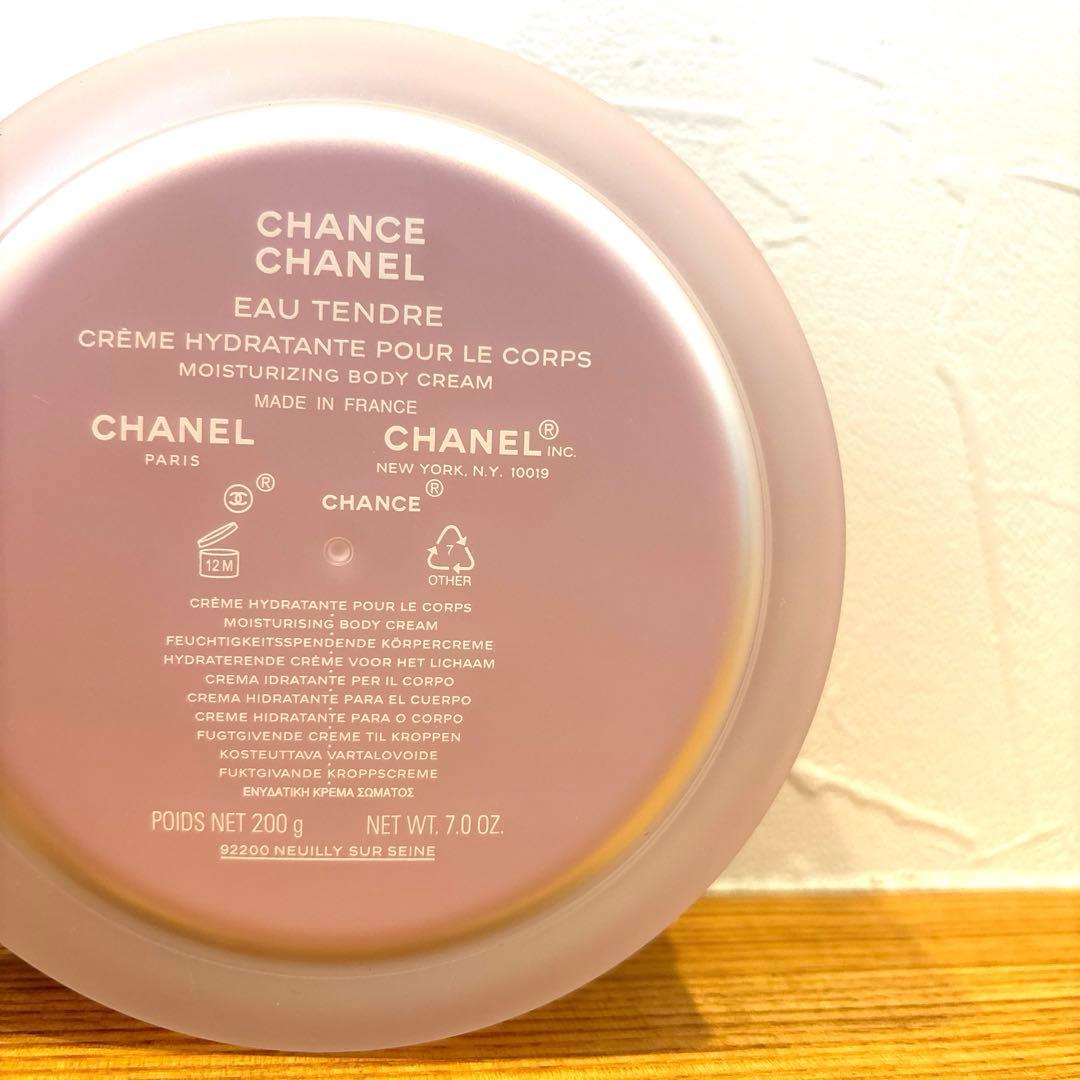 CHANCE
CHANEL
EAU TENDRE
CRÈME HYDRATANTE POUR LE CORPS
MOISTURIZING BODY CREAM
MADE IN FRANCE
CHANEL CHANEL® INC.
PARIS NEW YORK, N.Y. 10019
® CHANCE®
12 M 7
OTHER
CRÈME HYDRATANTE POUR LE CORPS
MOISTURISING BODY CREAM
FEUCHTIGKEITSSPENDENDE KÖRPERCREME
HYDRATERENDE CRÈME VOOR HET LICHAAM
CREMA IDRATANTE PER IL CORPO
CREMA HIDRATANTE PARA EL CUERPO
CREME HIDRATANTE PARA O CORPO
FUGTGIVENDE CREME TIL KROPPEN
KOSTEUTTAVA VARTALOVOIDE
FUKTGIVANDE KROPPSCREME
ΕΝΥΔΑΤΙΚΗ ΚΡΕΜΑ ΣΩΜΑΤΟΣ
POIDS NET 200 g NET WT. 7.0 OZ.
92200 NEUILLY SUR SEINE